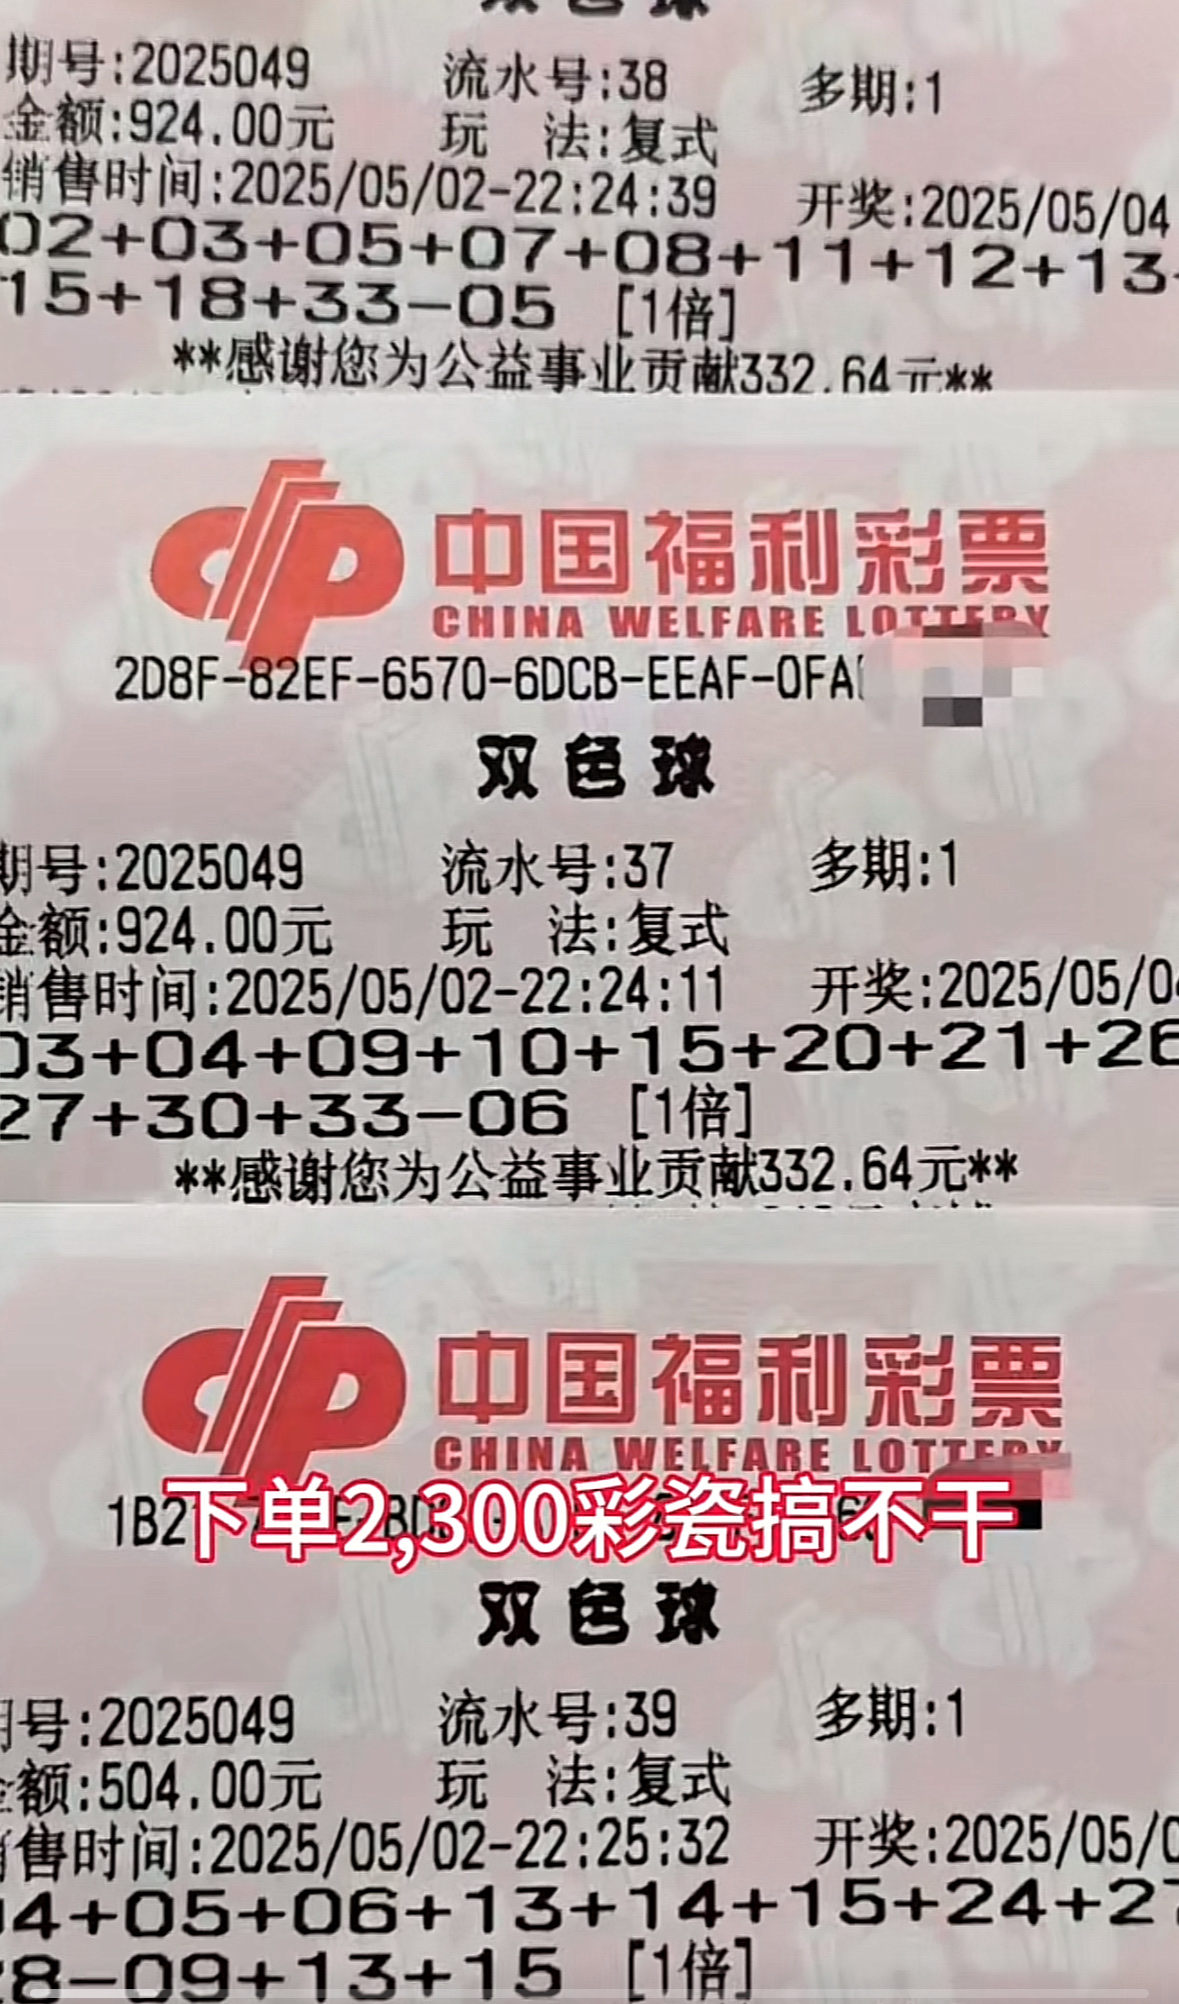 双色球
期号:2025049 流水号:38 多期:1
金额:924.00元 玩 法:复式
销售时间:2025/05/02-22:24:39 开奖:2025/05/04
02+03+05+07+08+11+12+13+
15+18+33-05 [1倍]
**感谢您为公益事业贡献332.64元**
中国福利彩票
CHINA WELFARE LOTTERY
2D8F-82EF-6570-6DCB-EEAF-0FA
双色球
期号:2025049 流水号:37 多期:1
金额:924.00元 玩 法:复式
销售时间:2025/05/02-22:24:11 开奖:2025/05/04
03+04+09+10+15+20+21+26
27+30+33-06 [1倍]
**感谢您为公益事业贡献332.64元**
中国福利彩票
CHINA WELFARE LOTTERY
1B2
下单2,300彩瓷搞不干
双色球
期号:2025049 流水号:39 多期:1
金额:504.00元 玩 法:复式
销售时间:2025/05/02-22:25:32 开奖:2025/05/0
04+05+06+13+14+15+24+27
28-09+13+15 [1倍]